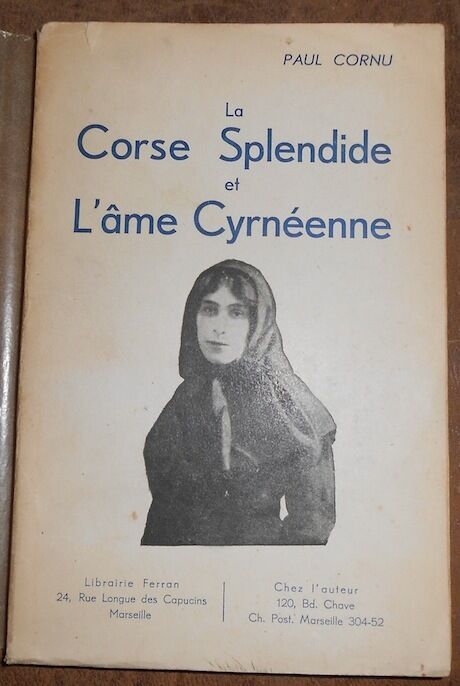 PAUL CORNU
La
Corse Splendide
et
L'âme Cyrnéenne
Librairie Ferran
24, Rue Longue des Capucins
Marseille
Chez l'auteur
120, Bd. Chave
Ch. Post. Marseille 304-52